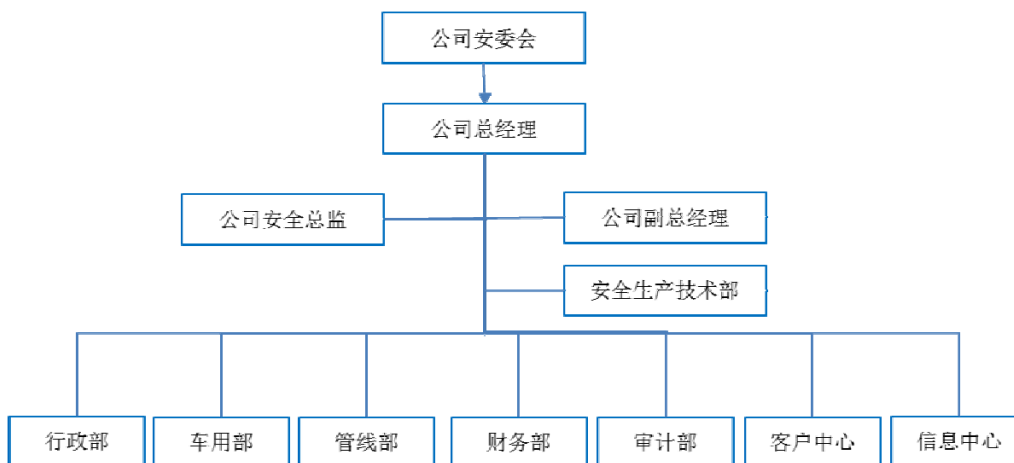 公司安委会
公司总经理
公司安全总监
公司副总经理
安全生产技术部
行政部
车用部
管线部
财务部
审计部
客户中心
信息中心